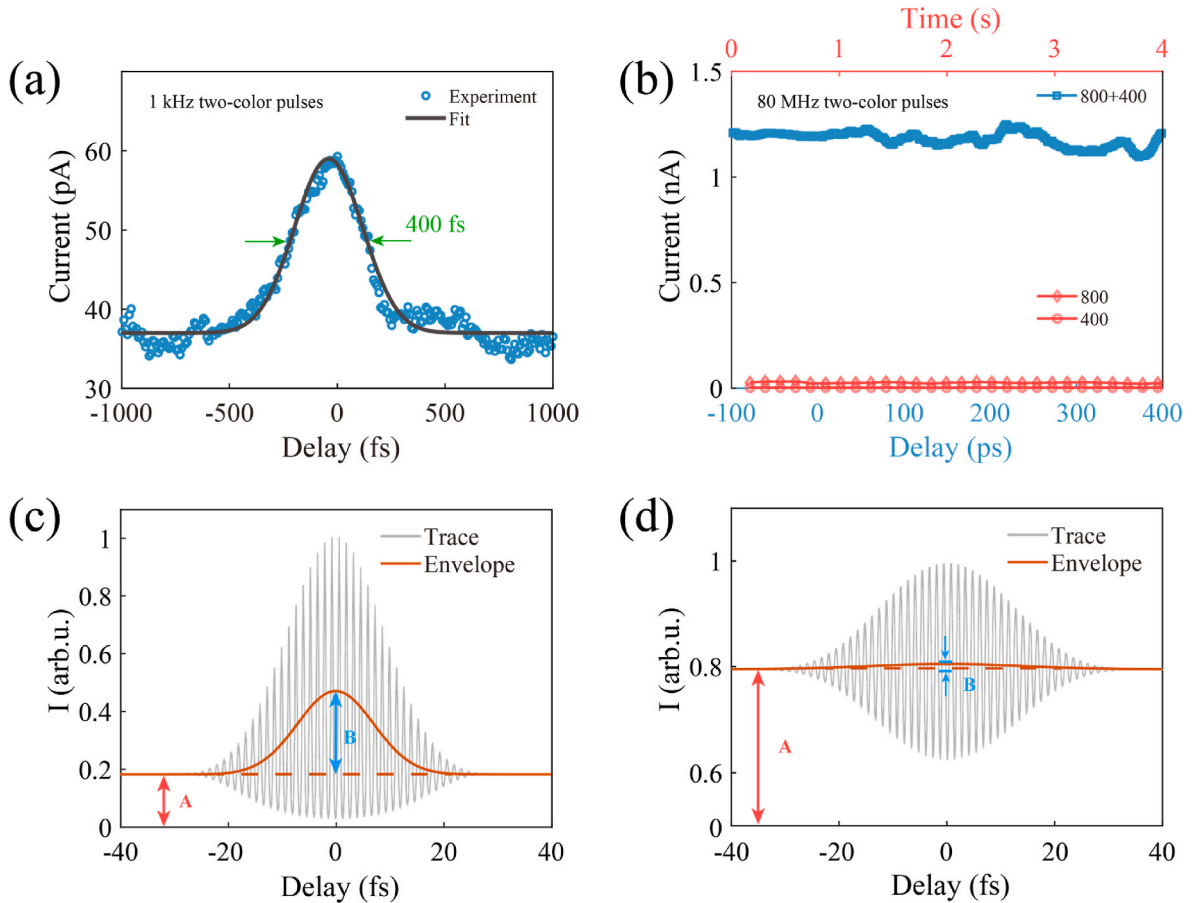 (a)
1 kHz two-color pulses
Experiment
Fit
400 fs
Current (pA)
60
50
40
30
-1000
-500
0
500
1000
Delay (fs)
(b)
Time (s)
0
1
2
3
4
80 MHz two-color pulses
800+400
800
400
Current (nA)
1.5
1
0.5
0
-100
0
100
200
300
400
Delay (ps)
(c)
Trace
Envelope
B
A
I (arb.u.)
1
0.8
0.6
0.4
0.2
0
-40
-20
0
20
40
Delay (fs)
(d)
Trace
Envelope
B
A
I (arb.u.)
1
0.8
0.6
0
-40
-20
0
20
40
Delay (fs)